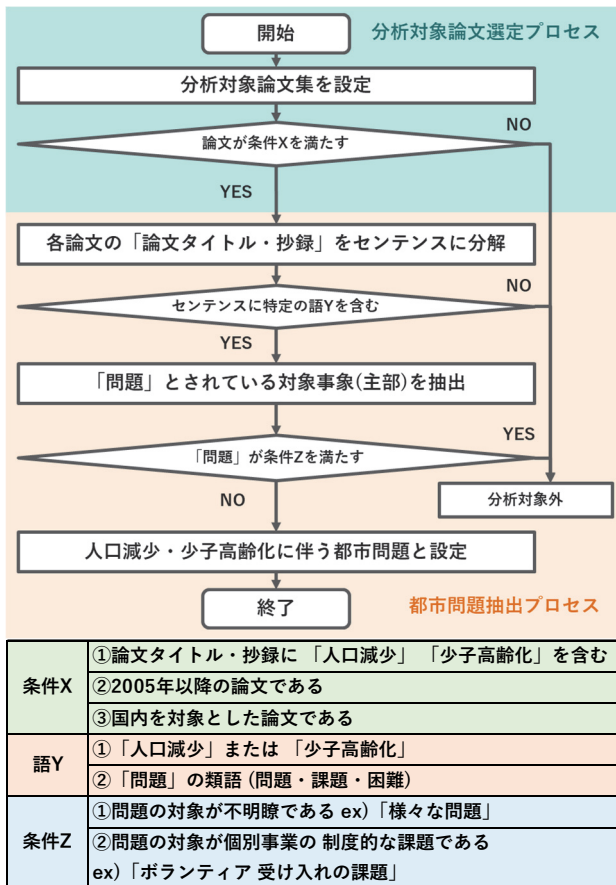 開始
分析対象論文選定プロセス
分析対象論文集を設定
論文が条件Xを満たす
NO
YES
各論文の「論文タイトル・抄録」をセンテンスに分解
センテンスに特定の語Yを含む
NO
YES
「問題」とされている対象事象(主部)を抽出
「問題」が条件Zを満たす
YES
NO
分析対象外
人口減少・少子高齢化に伴う都市問題と設定
終了
都市問題抽出プロセス
条件X
①論文タイトル・抄録に 「人口減少」 「少子高齢化」を含む
②2005年以降の論文である
③国内を対象とした論文である
語Y
①「人口減少」または 「少子高齢化」
②「問題」の類語 (問題・課題・困難)
条件Z
①問題の対象が不明瞭である ex)「様々な問題」
②問題の対象が個別事業の 制度的な課題である
ex)「ボランティア 受け入れの課題」